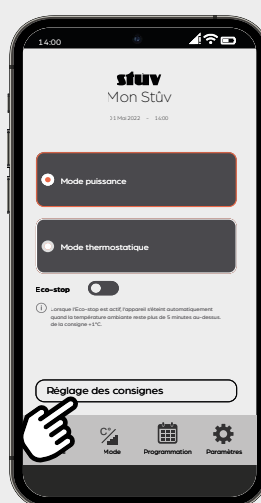 14:00
stuv
Mon Stûv
31 Mai 2022 - 14:00
Mode puissance
Mode thermostatique
Eco-stop
Lorsque l'Eco-stop est actif, l'appareil s'éteint automatiquement
quand la température ambiante reste plus de 5 minutes au-dessus
de la consigne +1°C.
Réglage des consignes
C°
Mode Programmation Paramètres